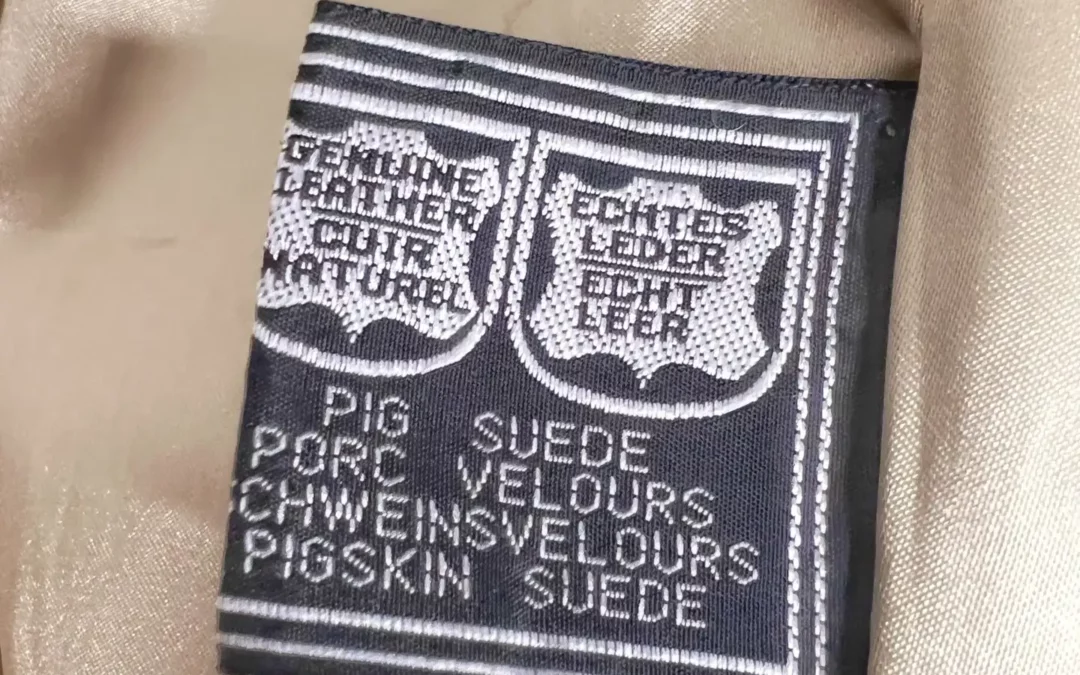 GENUINE
LEATHER
CUIR
NATUREL
ECHTES
LEDER
ECHT
LEER
PIG SUEDE
PORC VELOURS
CHWEINSVELOURS
PIGSKIN SUEDE